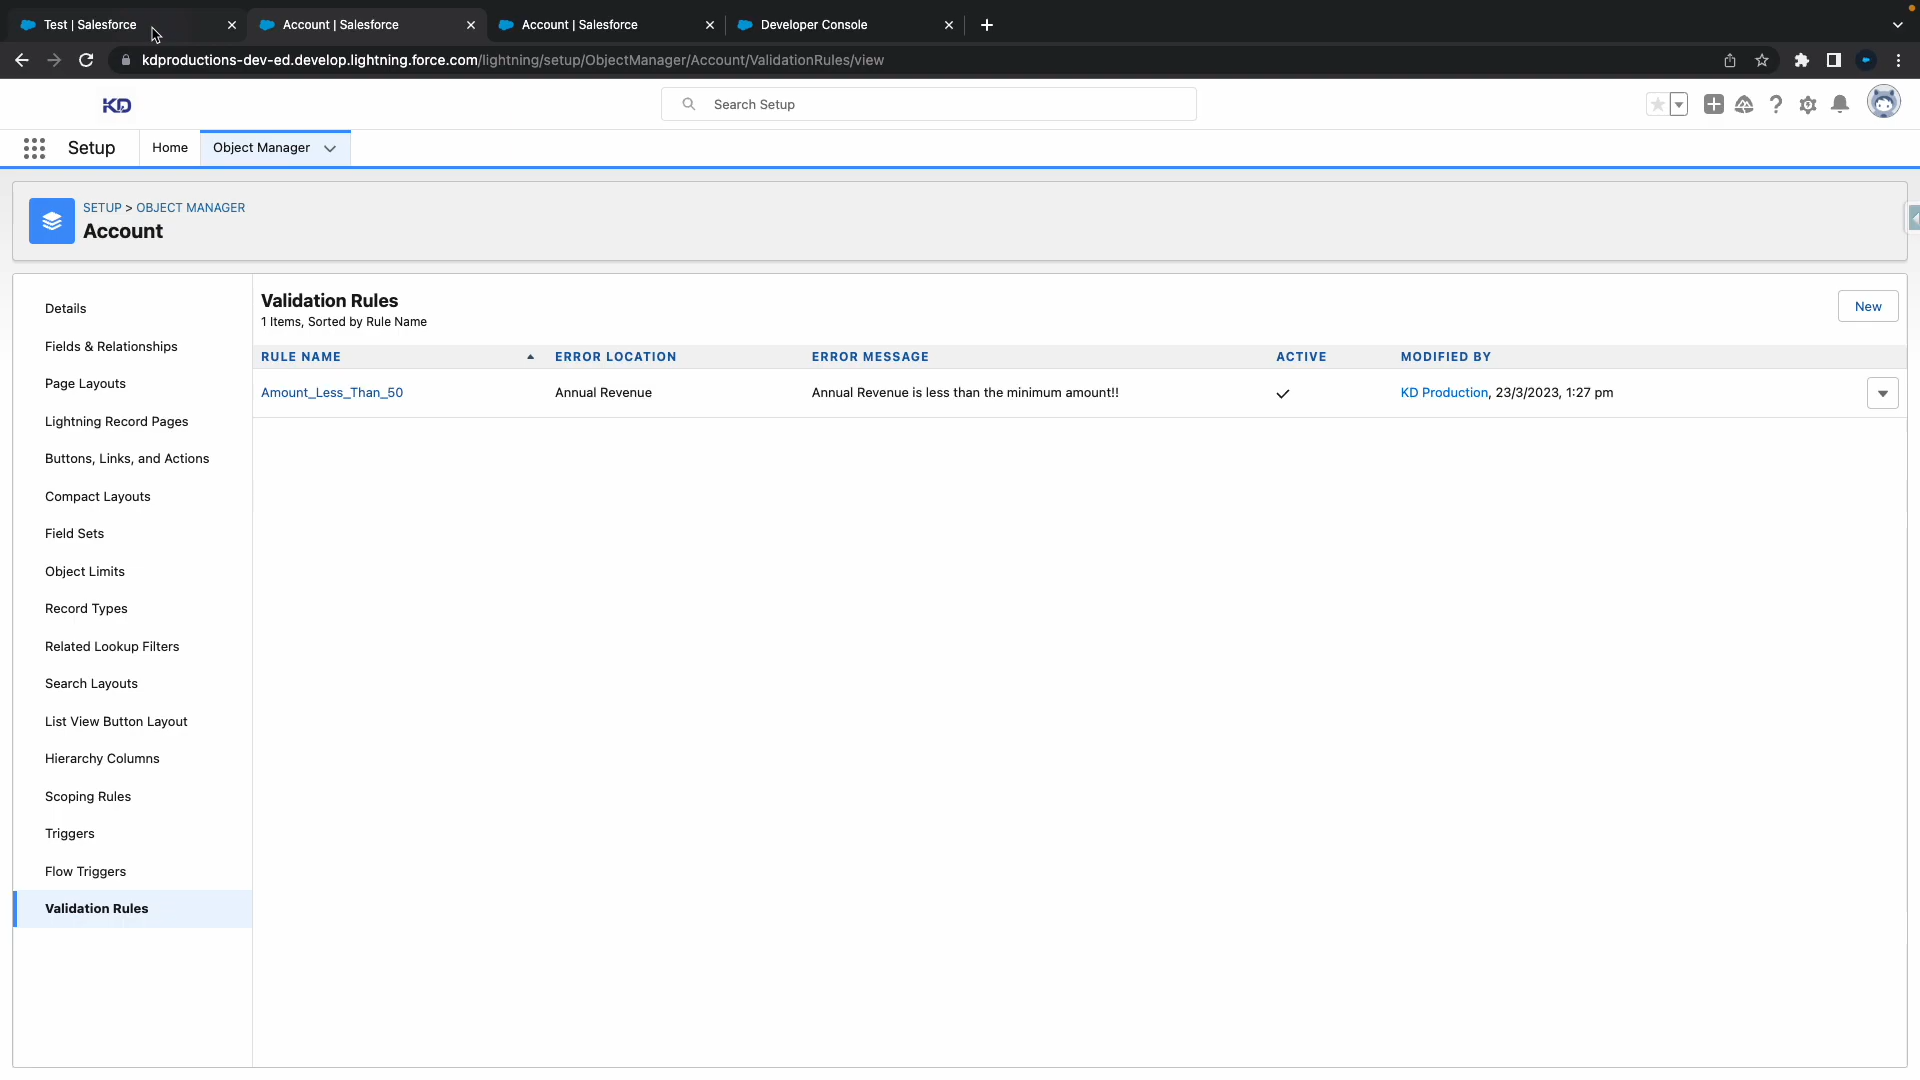 Test | Salesforce
Account | Salesforce
Account | Salesforce
Developer Console
kdproductions-dev-ed.develop.lightning.force.com/lightning/setup/ObjectManager/Account/ValidationRules/view
KD
Search Setup
Setup
Home
Object Manager
SETUP > OBJECT MANAGER
Account
Details
Fields & Relationships
Page Layouts
Lightning Record Pages
Buttons, Links, and Actions
Compact Layouts
Field Sets
Object Limits
Record Types
Related Lookup Filters
Search Layouts
List View Button Layout
Hierarchy Columns
Scoping Rules
Triggers
Flow Triggers
Validation Rules
Validation Rules
1 Items, Sorted by Rule Name
New
RULE NAME ERROR LOCATION ERROR MESSAGE ACTIVE MODIFIED BY
Amount_Less_Than_50 Annual Revenue Annual Revenue is less than the minimum amount!! KD Production, 23/3/2023, 1:27 pm